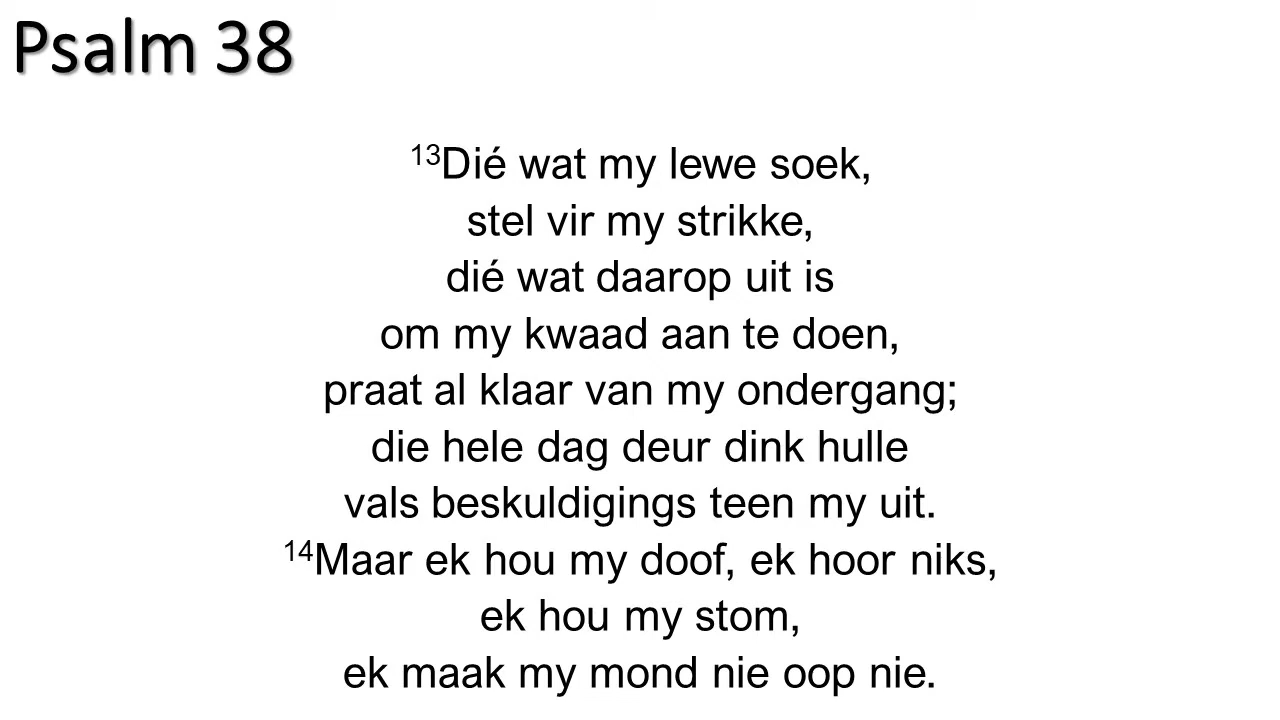 Psalm 38
13Dié wat my lewe soek,
stel vir my strikke,
dié wat daarop uit is
om my kwaad aan te doen,
praat al klaar van my ondergang;
die hele dag deur dink hulle
vals beskuldigings teen my uit.
14Maar ek hou my doof, ek hoor niks,
ek hou my stom,
ek maak my mond nie oop nie.